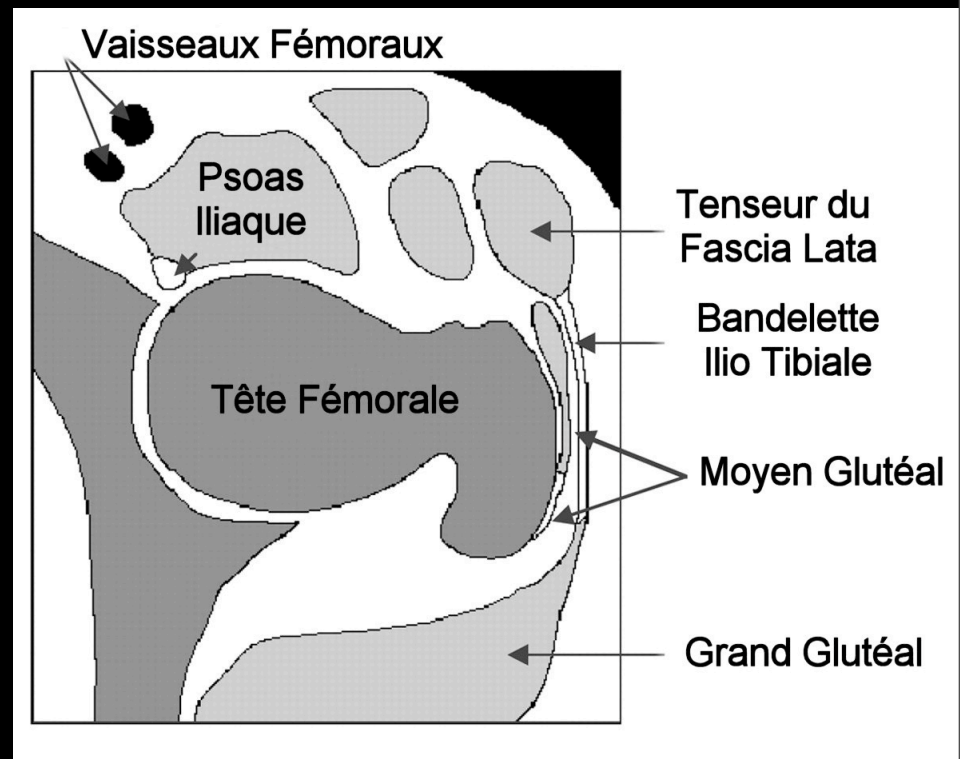 Vaisseaux Fémoraux
Psoas
Iliaque
Tenseur du
Fascia Lata
Bandelette
Ilio Tibiale
Tête Fémorale
Moyen Glutéal
Grand Glutéal